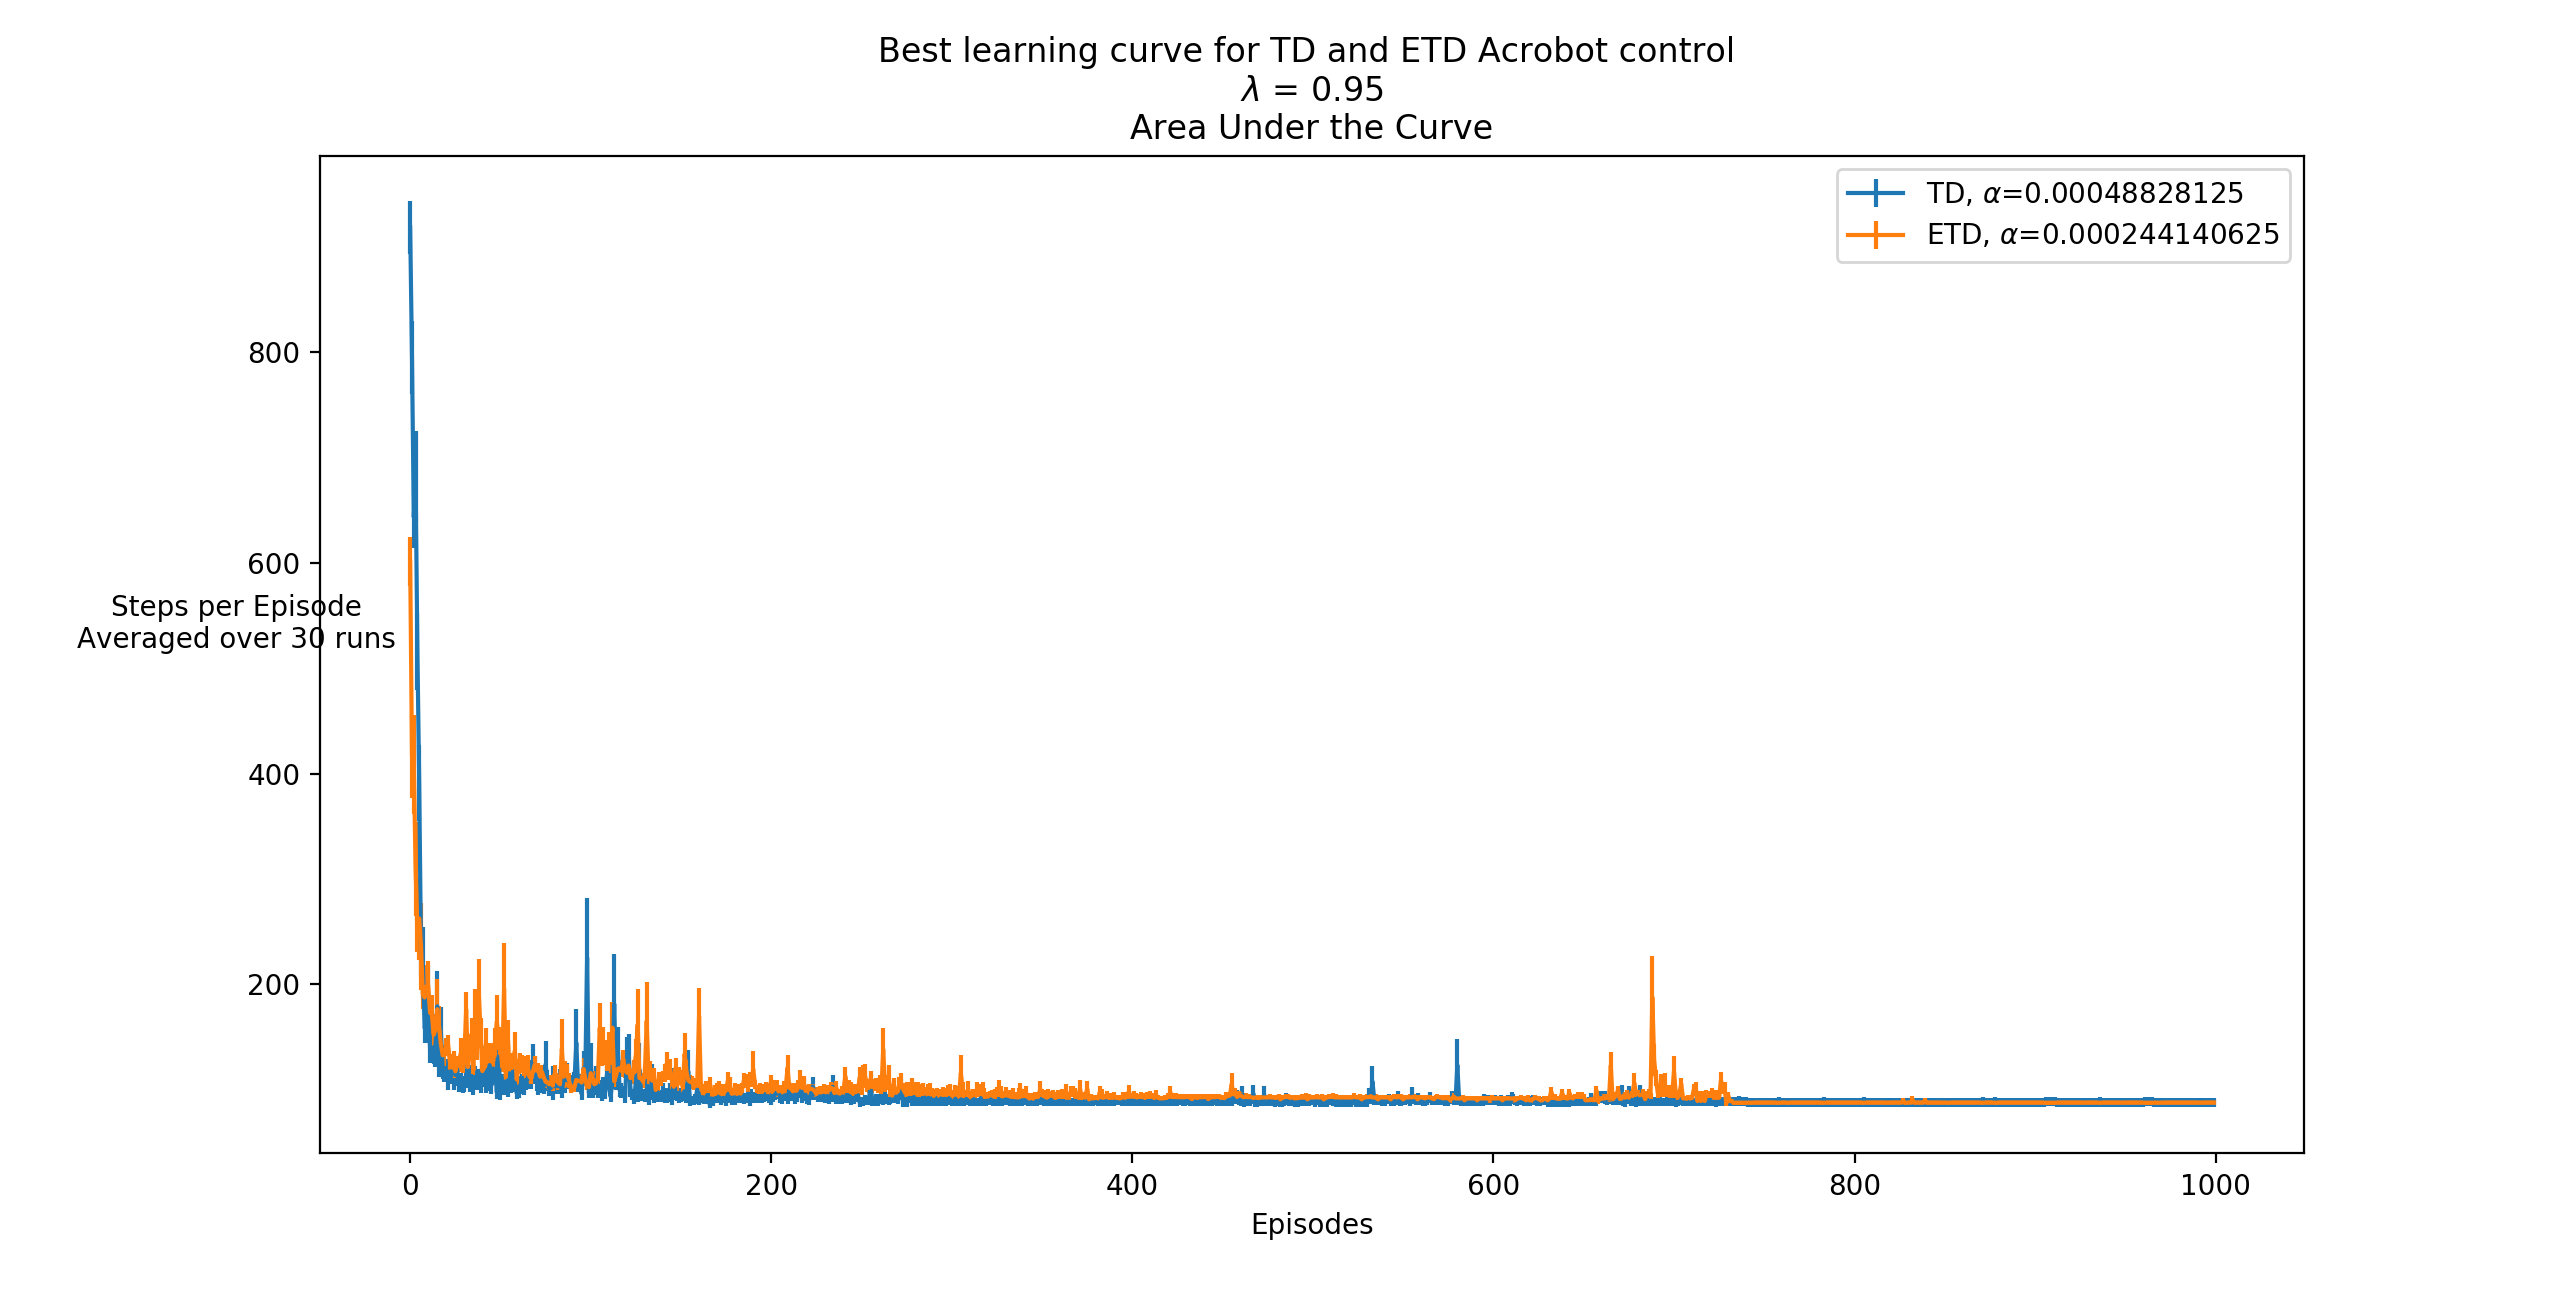 Best learning curve for TD and ETD Acrobot control
λ = 0.95
Area Under the Curve
TD, α=0.00048828125
ETD, α=0.000244140625
800
600
Steps per Episode
Averaged over 30 runs
400
200
0 200 400 600 800 1000
Episodes